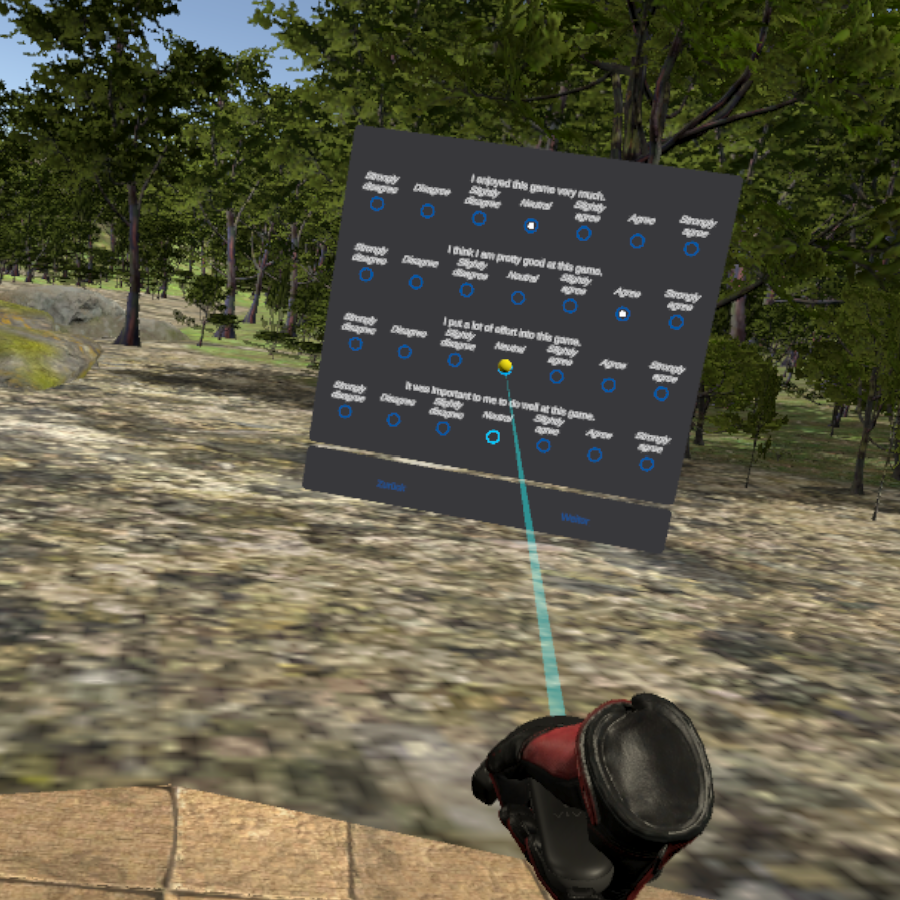 I enjoyed this game very much.
Strongly disagree Disagree Slightly disagree Neutral Slightly agree Agree Strongly agree
I think I am pretty good at this game.
Strongly disagree Disagree Slightly disagree Neutral Slightly agree Agree Strongly agree
I put a lot of effort into this game.
Strongly disagree Disagree Slightly disagree Neutral Slightly agree Agree Strongly agree
It was important to me to do well at this game.
Strongly disagree Disagree Slightly disagree Neutral Slightly agree Agree Strongly agree
Zurück Weiter